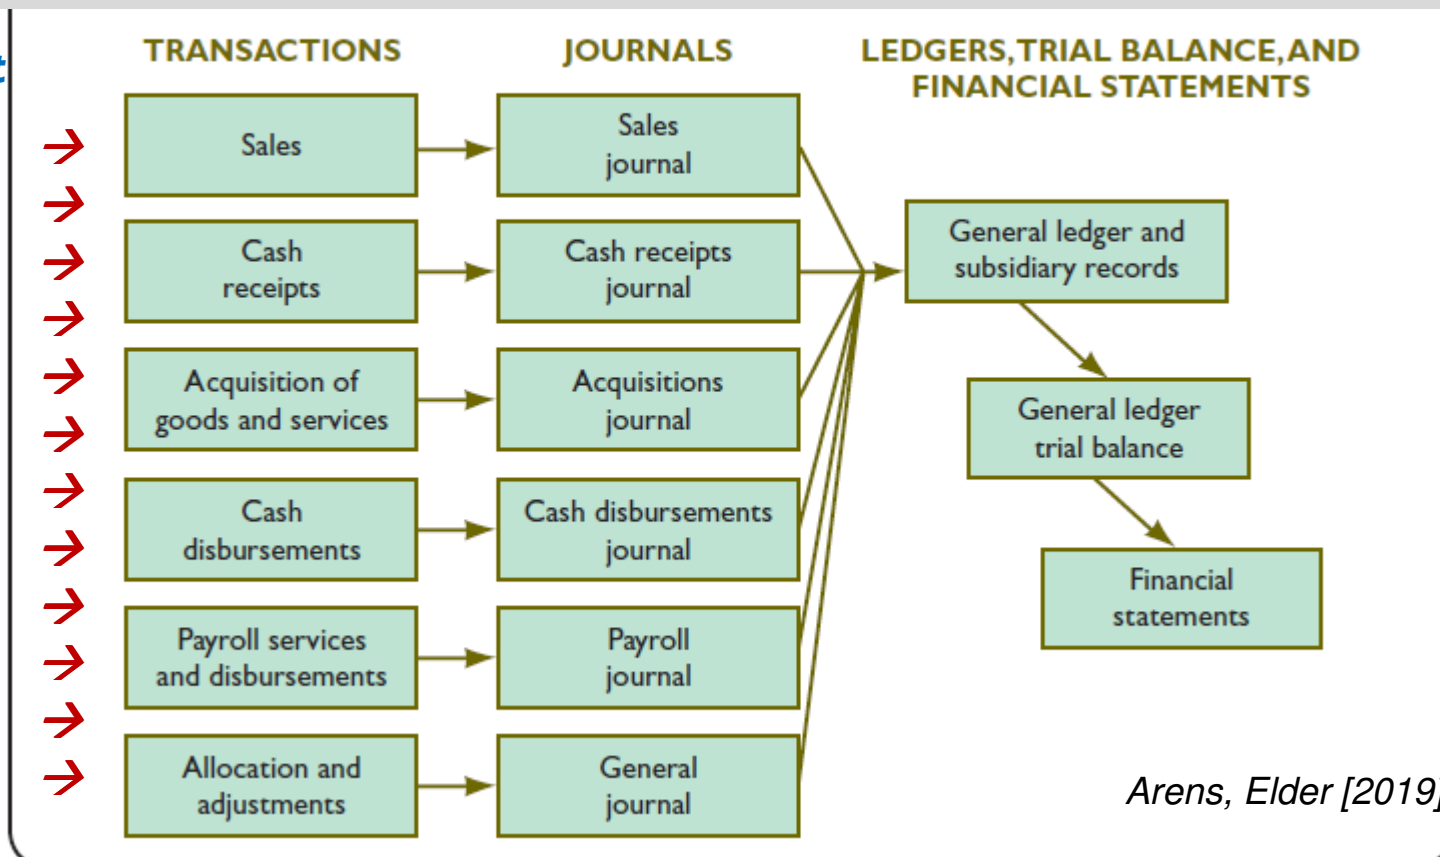 TRANSACTIONS
JOURNALS
LEDGERS, TRIAL BALANCE, AND
FINANCIAL STATEMENTS
t
Sales
Sales
journal
Cash
receipts
Cash receipts
journal
General ledger and
subsidiary records
Acquisition of
goods and services
Acquisitions
journal
General ledger
trial balance
Cash
disbursements
Cash disbursements
journal
Financial
statements
Payroll services
and disbursements
Payroll
journal
Allocation and
adjustments
General
journal
Arens, Elder [2019]